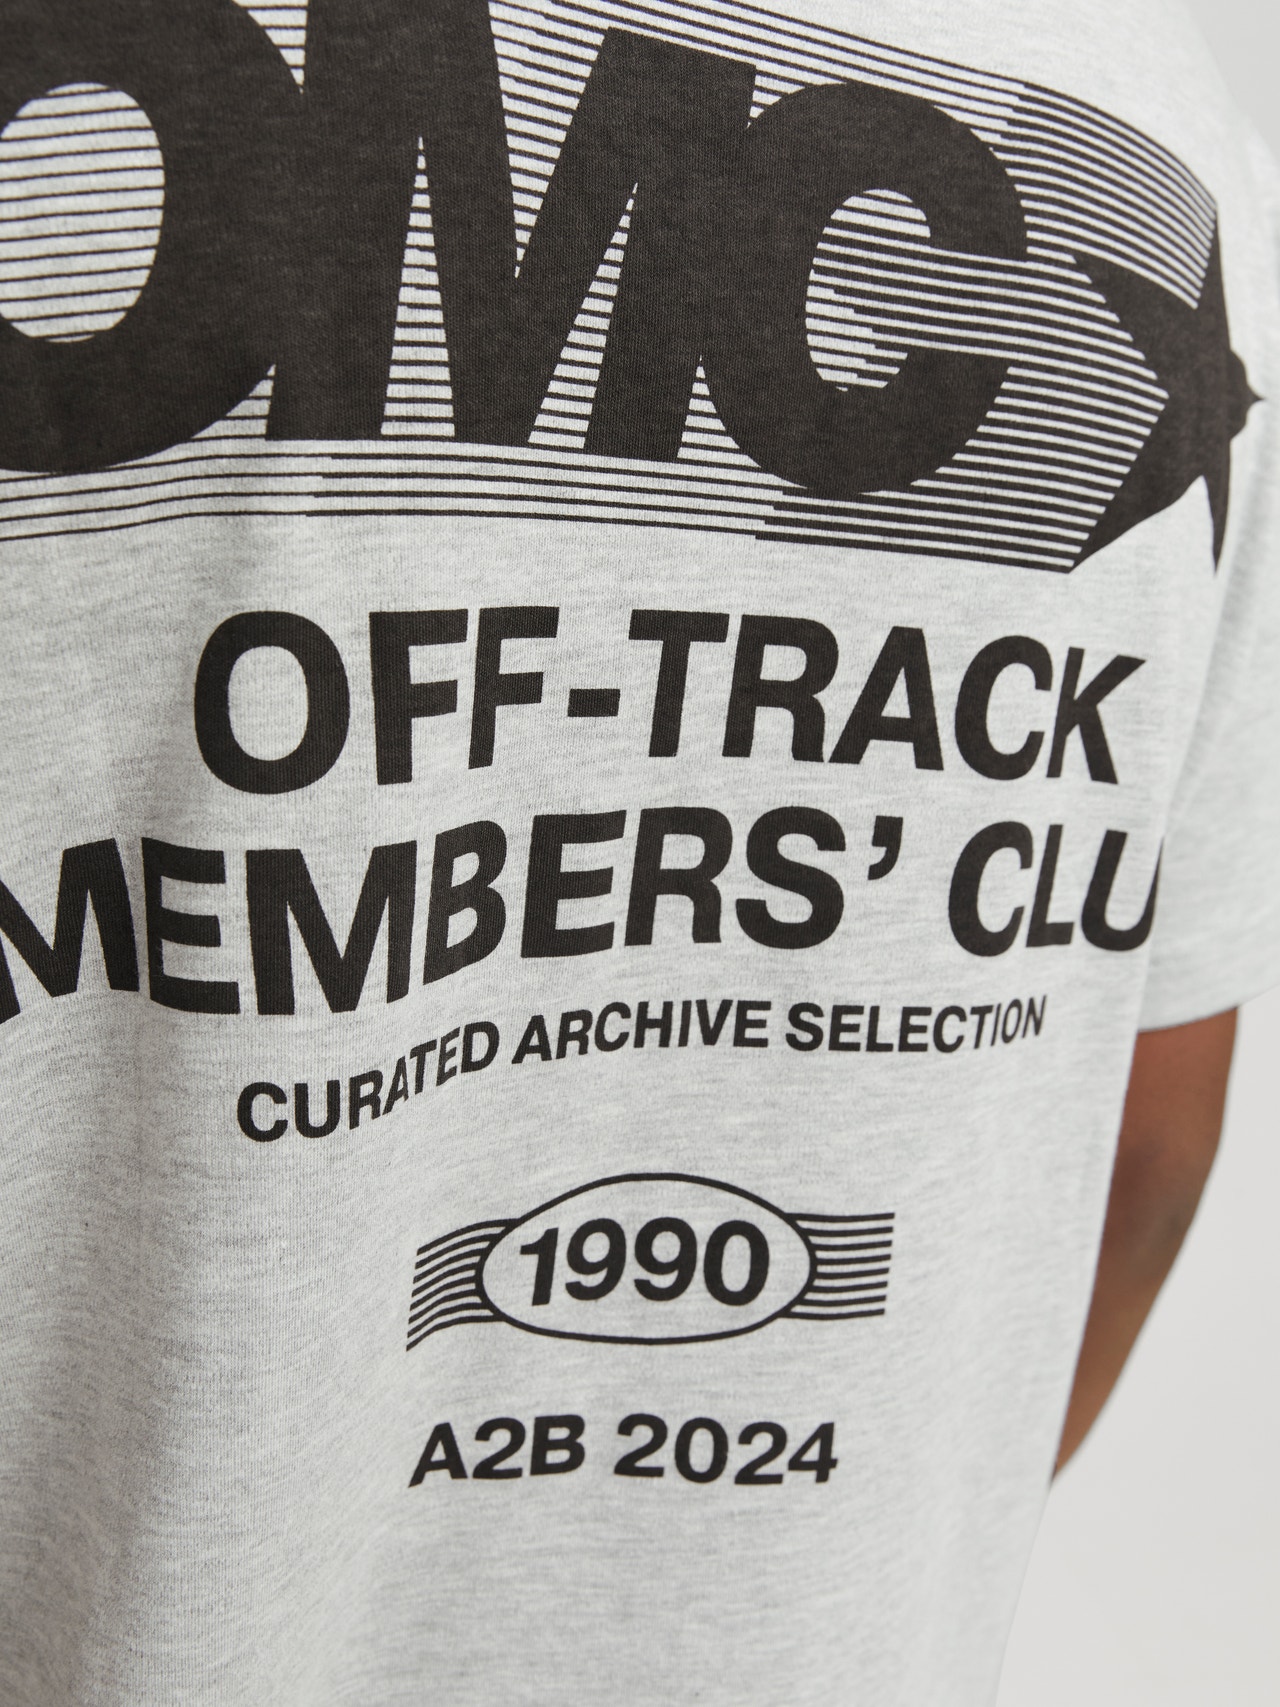 OMC
OFF-TRACK
MEMBERS' CLU
CURATED ARCHIVE SELECTION
1990
A2B 2024